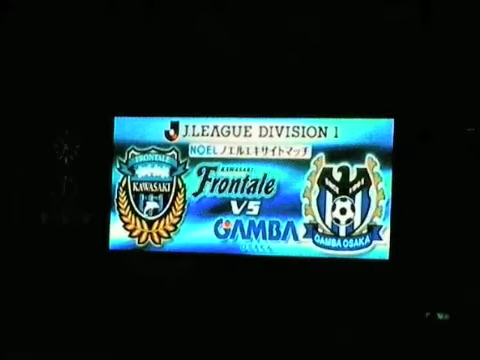 J.LEAGUE DIVISION 1
NOELノエルエキサイトマッチ
FRONTALE
KAWASAKI
KAWASAKI
Frontale
VS
GAMBA
OSAKA
GAMBA OSAKA